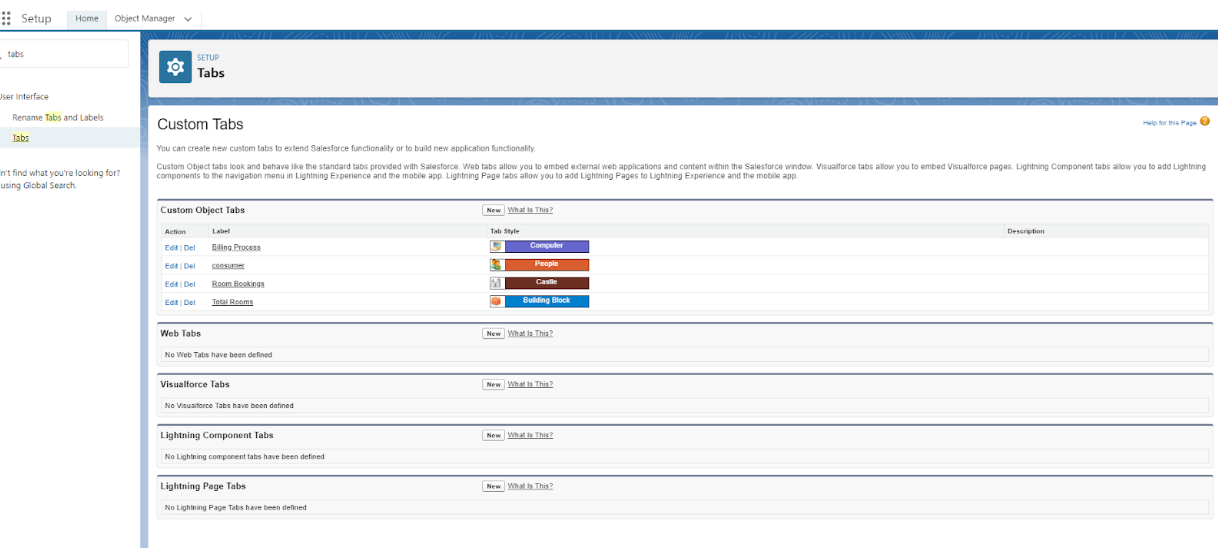 Setup Home Object Manager
tabs
SETUP
Tabs
User Interface
Rename Tabs and Labels
Tabs
using Global Search.
Custom Tabs
Help for this Page
You can create new custom tabs to extend Salesforce functionality or to build new application functionality.
Custom Object tabs look and behave like the standard tabs provided with Salesforce. Web tabs allow you to embed external web applications and content within the Salesforce window. Visualforce tabs allow you to embed Visualforce pages. Lightning Component tabs allow you to add Lightning
components to the navigation menu in Lightning Experience and the mobile app. Lightning Page tabs allow you to add Lightning Pages to Lightning Experience and the mobile app.
Custom Object Tabs New What Is This?
Action Label Tab Style Description
Edit | Del Billing Process Computer
Edit | Del consumer People
Edit | Del Room Bookings Castle
Edit | Del Total Rooms Building Block
Web Tabs New What Is This?
No Web Tabs have been defined
Visualforce Tabs New What Is This?
No Visualforce Tabs have been defined
Lightning Component Tabs New What Is This?
No Lightning component tabs have been defined
Lightning Page Tabs New What Is This?
No Lightning Page Tabs have been defined